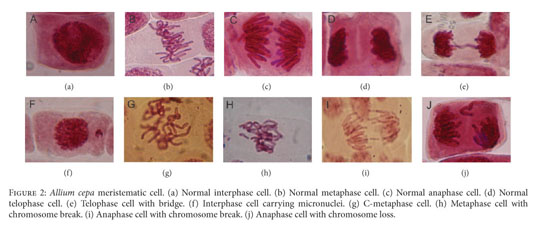 A B C D E
(a) (b) (c) (d) (e)
F G H I J
(f) (g) (h) (i) (j)
FIGURE 2: Allium cepa meristematic cell. (a) Normal interphase cell. (b) Normal metaphase cell. (c) Normal anaphase cell. (d) Normal
telophase cell. (e) Telophase cell with bridge. (f) Interphase cell carrying micronuclei. (g) C-metaphase cell. (h) Metaphase cell with
chromosome break. (i) Anaphase cell with chromosome break. (j) Anaphase cell with chromosome loss.